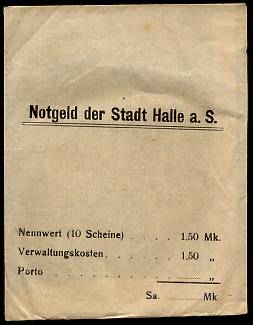 Notgeld der Stadt Halle a. S.
Nennwert (10 Scheine) . . . . 1,50 Mk.
Verwaltungskosten . . . . . 1,50 „
Porto . . . . . . . . . ........ „
Sa. ............ Mk.